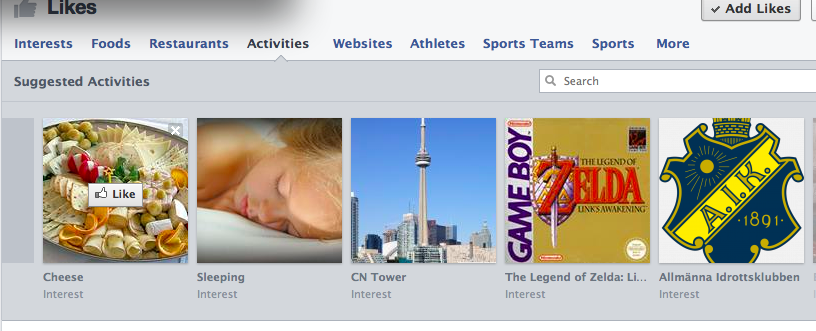 Likes
Add Likes
Interests Foods Restaurants Activities Websites Athletes Sports Teams Sports More
Suggested Activities
Search
Like
GAME BOY
Nintendo
THE LEGEND OF
ZELDA
LINK'S AWAKENING
A.I.K.
·1891·
Cheese Sleeping CN Tower The Legend of Zelda: Li... Allmänna Idrottsklubben
Interest Interest Interest Interest Interest